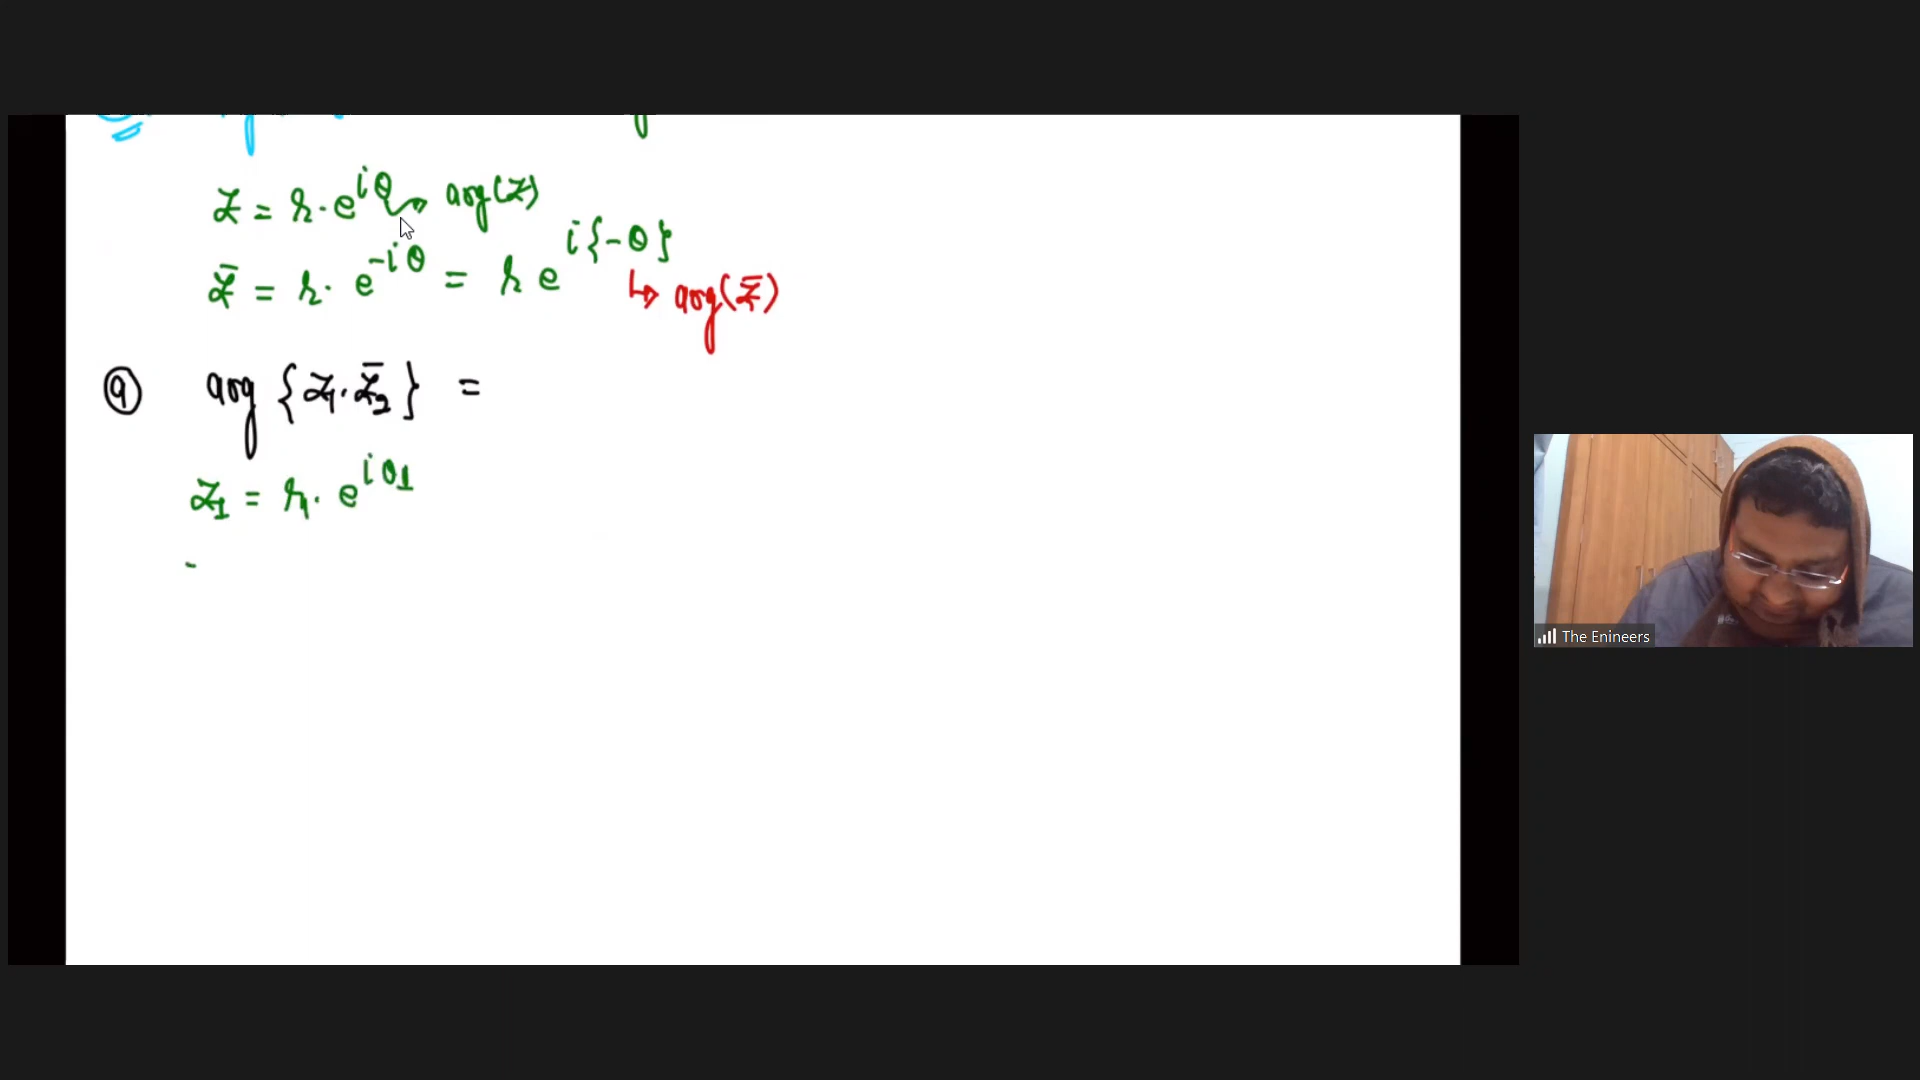 z = r · e^{iθ} → arg(z)
z̄ = r · e^{-iθ} = r e^{i{-θ}}
↳ arg(z̄)
⑨ arg {z₁ · z̄₂} =
z₁ = r₁ · e^{iθ₁}
The Enineers